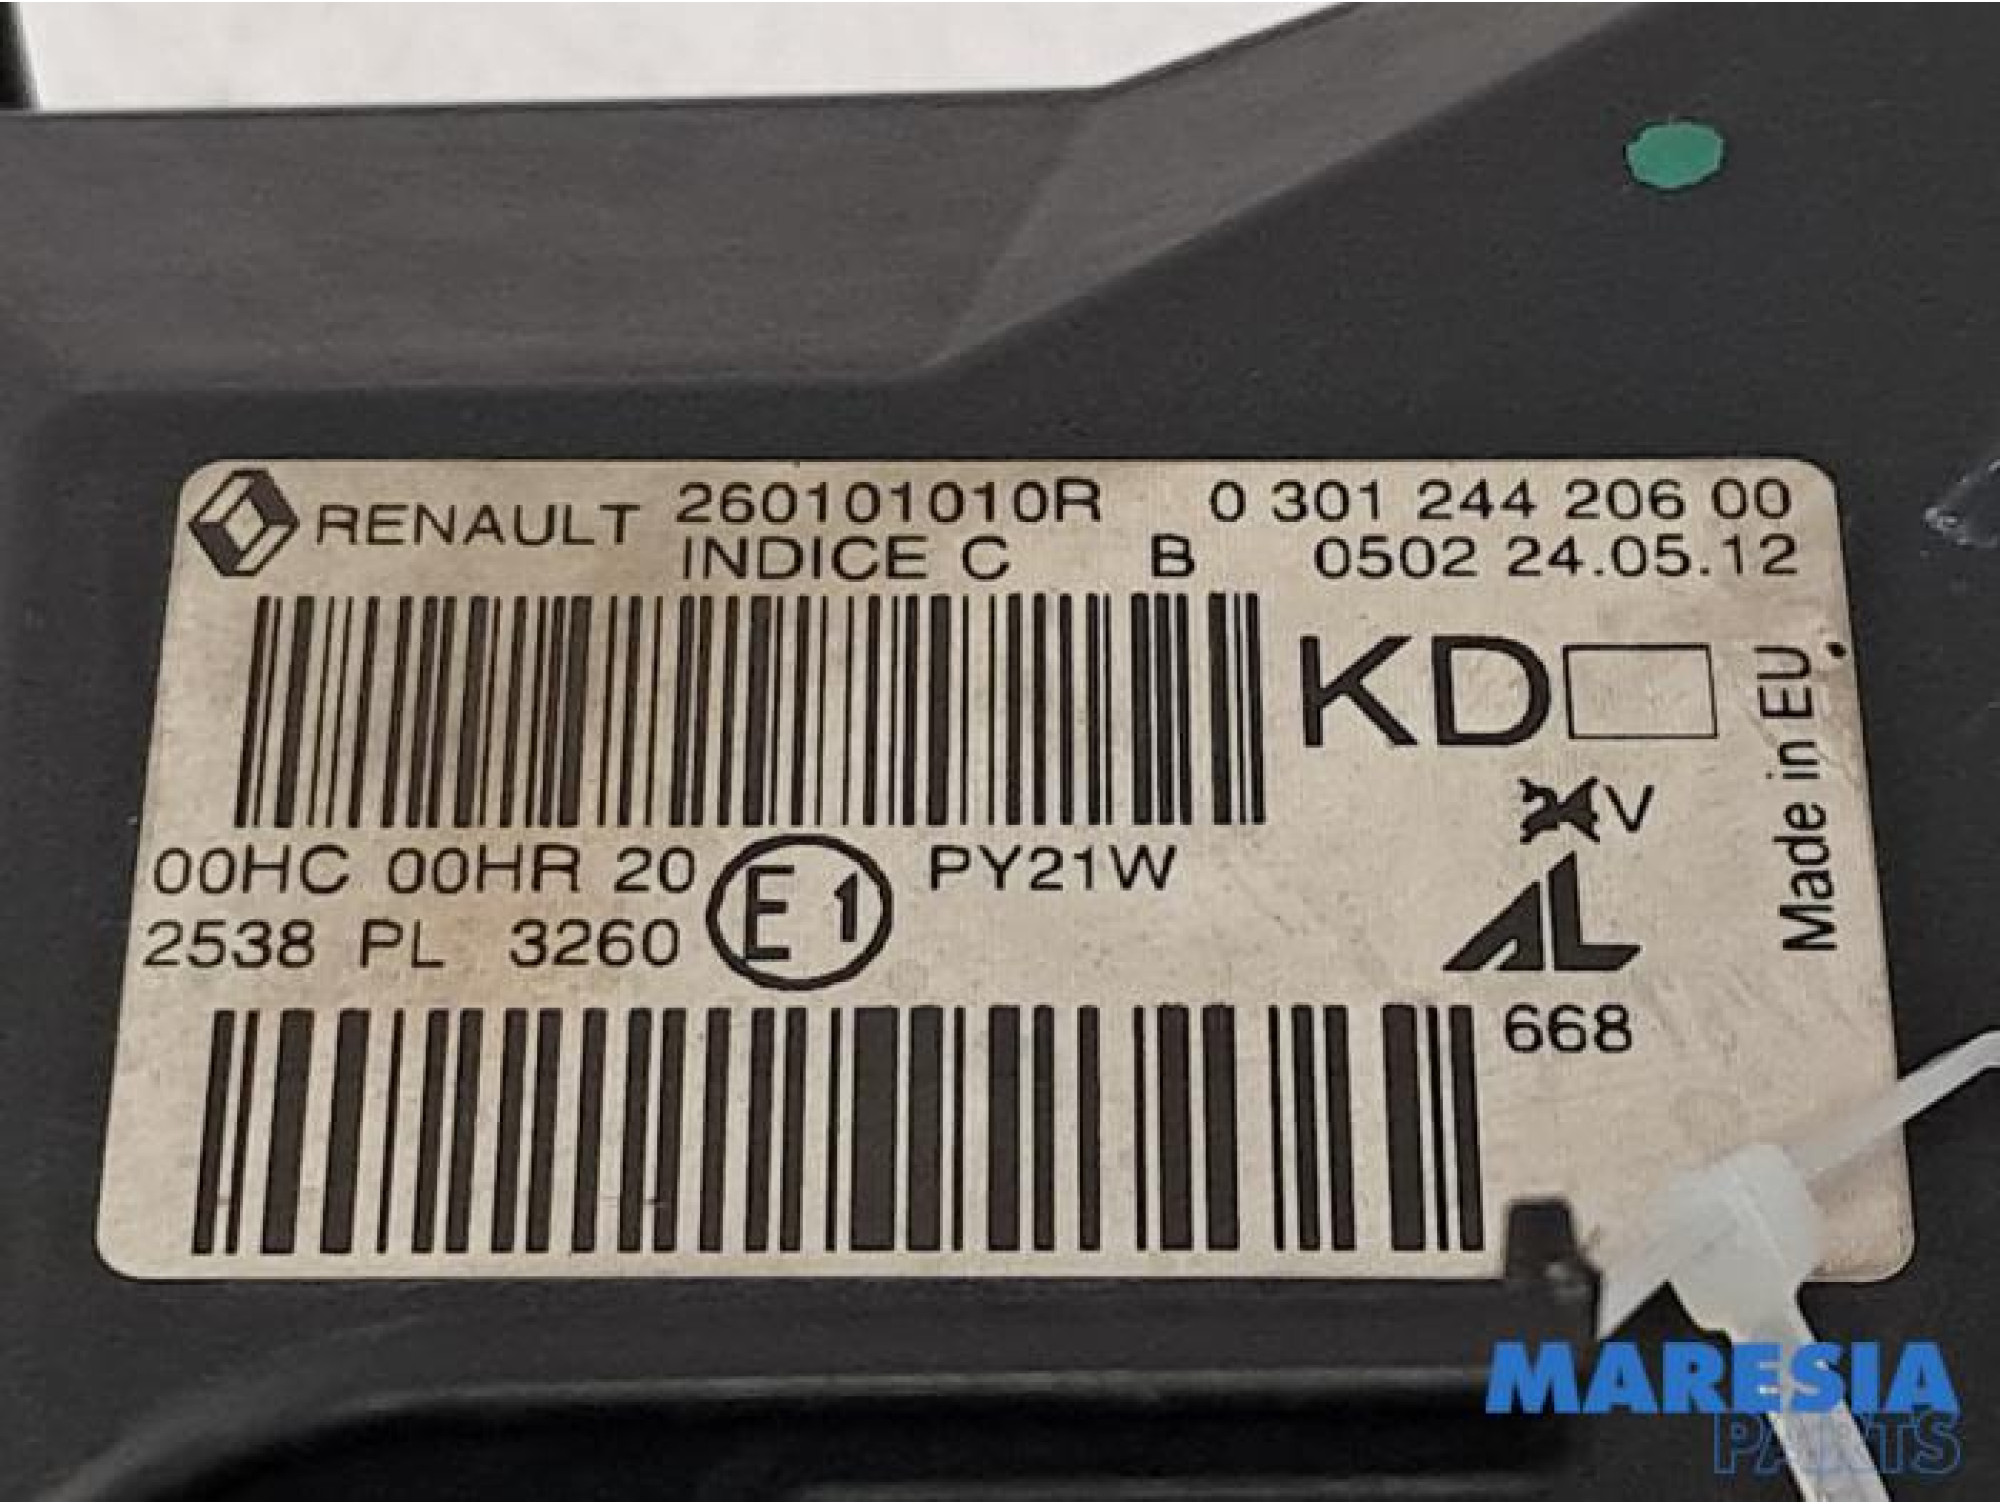 RENAULT 260101010R 0 301 244 206 00
INDICE C B 0502 24.05.12
KD
V
Made in EU
00HC 00HR 20 E1 PY21W
2538 PL 3260
AL
668
MARESIA
PARTS